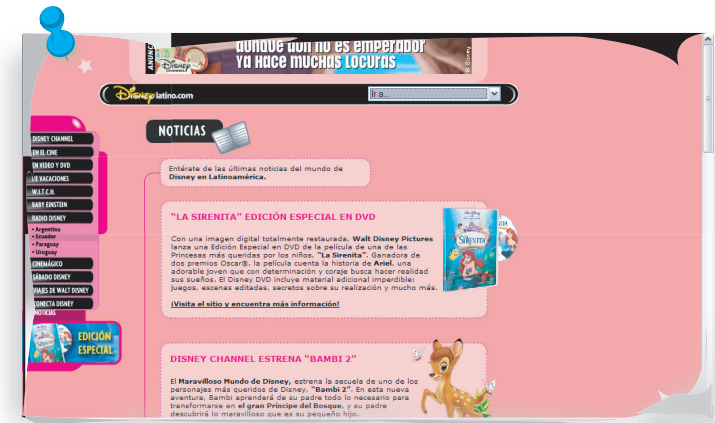 ANUNC
AUNQUE AUN NO ES EMPERADOR
YA HACE MUCHAS LOCURAS
Disney
CHANNEL
© Disney
Disney latino.com
Ir a...
NOTICIAS
DISNEY CHANNEL
EN EL CINE
EN VIDEO Y DVD
DE VACACIONES
W.I.T.C.H.
BABY EINSTEIN
RADIO DISNEY
• Argentina
• Ecuador
• Paraguay
• Uruguay
CINEMÁGICO
SÁBADO DISNEY
VIAJES DE WALT DISNEY
CONECTA DISNEY
NOTICIAS
EDICIÓN
ESPECIAL
Entérate de las últimas noticias del mundo de
Disney en Latinoamérica.
"LA SIRENITA" EDICIÓN ESPECIAL EN DVD
Con una imagen digital totalmente restaurada, Walt Disney Pictures
lanza una Edición Especial en DVD de la película de una de las
Princesas más queridas por los niños. "La Sirenita". Ganadora de
dos premios Oscar®, la película cuenta la historia de Ariel, una
adorable joven que con determinación y coraje busca hacer realidad
sus sueños. El Disney DVD incluye material adicional imperdible:
juegos, escenas editadas, secretos sobre su realización y mucho más.
¡Visita el sitio y encuentra más información!
SIRENITA
DISNEY CHANNEL ESTRENA "BAMBI 2"
El Maravilloso Mundo de Disney, estrena la secuela de uno de los
personajes más queridos de Disney, "Bambi 2". En esta nueva
aventura, Bambi aprenderá de su padre todo lo necesario para
transformarse en el gran Príncipe del Bosque, y su padre
descubrirá lo maravilloso que es su pequeño hijo.